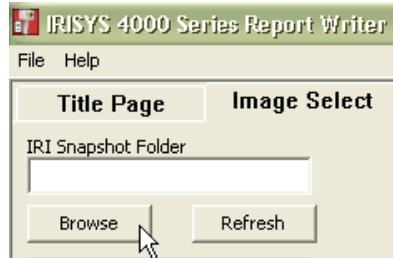 IRISYS 4000 Series Report Writer
File Help
Title Page Image Select
IRI Snapshot Folder
Browse Refresh